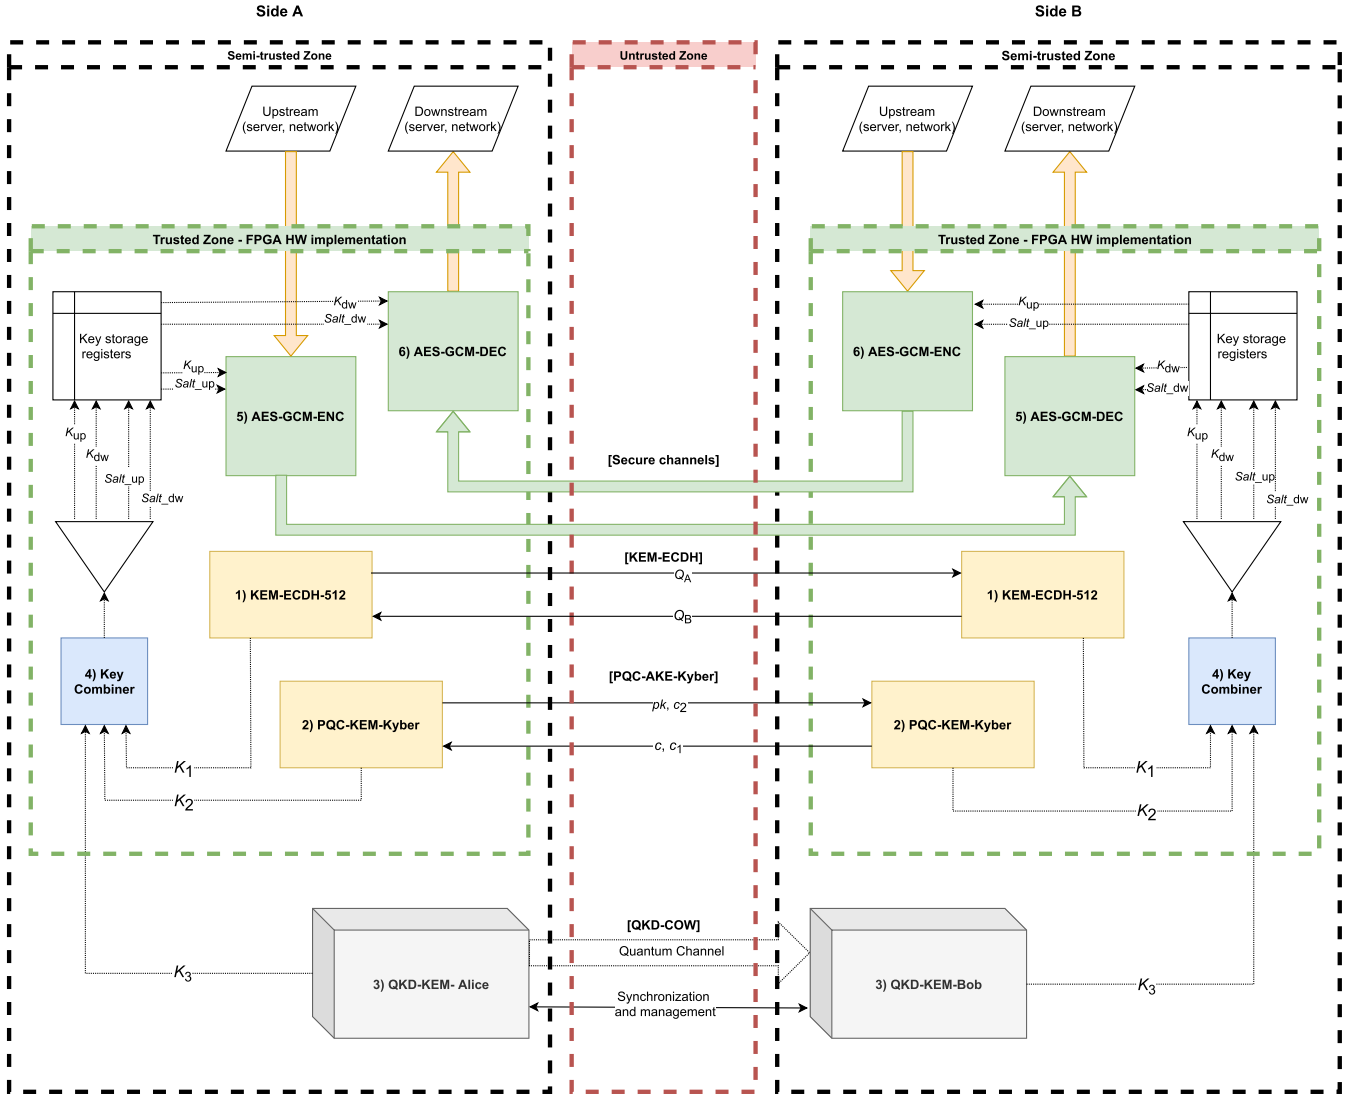 Side A
Side B
Semi-trusted Zone
Untrusted Zone
Semi-trusted Zone
Upstream
(server, network)
Downstream
(server, network)
Upstream
(server, network)
Downstream
(server, network)
Trusted Zone - FPGA HW implementation
Trusted Zone - FPGA HW implementation
Key storage
registers
Kdw
Salt_dw
Kup
Salt_up
6) AES-GCM-DEC
5) AES-GCM-ENC
6) AES-GCM-ENC
5) AES-GCM-DEC
Kup
Salt_up
Kdw
Salt_dw
Key storage
registers
Kup
Kdw
Salt_up
Salt_dw
[Secure channels]
Kup
Kdw
Salt_up
Salt_dw
[KEM-ECDH]
1) KEM-ECDH-512
QA
QB
1) KEM-ECDH-512
4) Key
Combiner
[PQC-AKE-Kyber]
2) PQC-KEM-Kyber
pk, c2
c, c1
2) PQC-KEM-Kyber
4) Key
Combiner
K1
K2
K1
K2
[QKD-COW]
Quantum Channel
K3
3) QKD-KEM- Alice
3) QKD-KEM-Bob
K3
Synchronization
and management